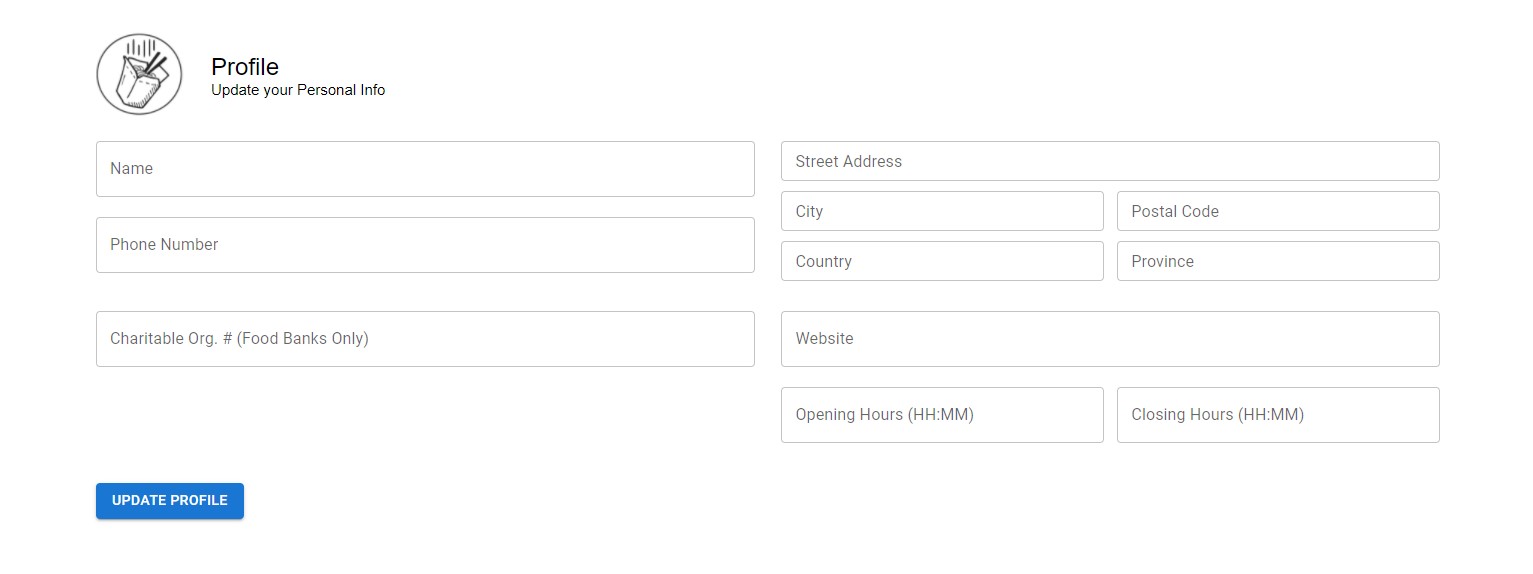 Profile
Update your Personal Info
Name
Phone Number
Street Address
City
Postal Code
Country
Province
Charitable Org. # (Food Banks Only)
Website
Opening Hours (HH:MM)
Closing Hours (HH:MM)
UPDATE PROFILE